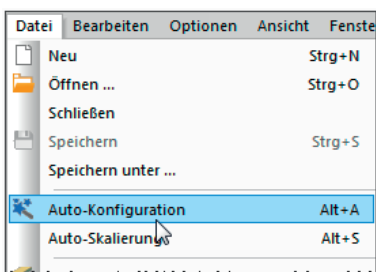 Datei Bearbeiten Optionen Ansicht Fenste
Neu Strg+N
Öffnen ... Strg+O
Schließen
Speichern Strg+S
Speichern unter ...
Auto-Konfiguration Alt+A
Auto-Skalierung Alt+S